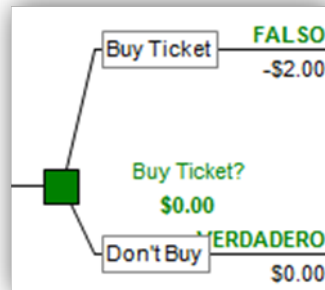 FALSO
Buy Ticket
-$2.00
Buy Ticket?
$0.00
VERDADERO
Don't Buy
$0.00